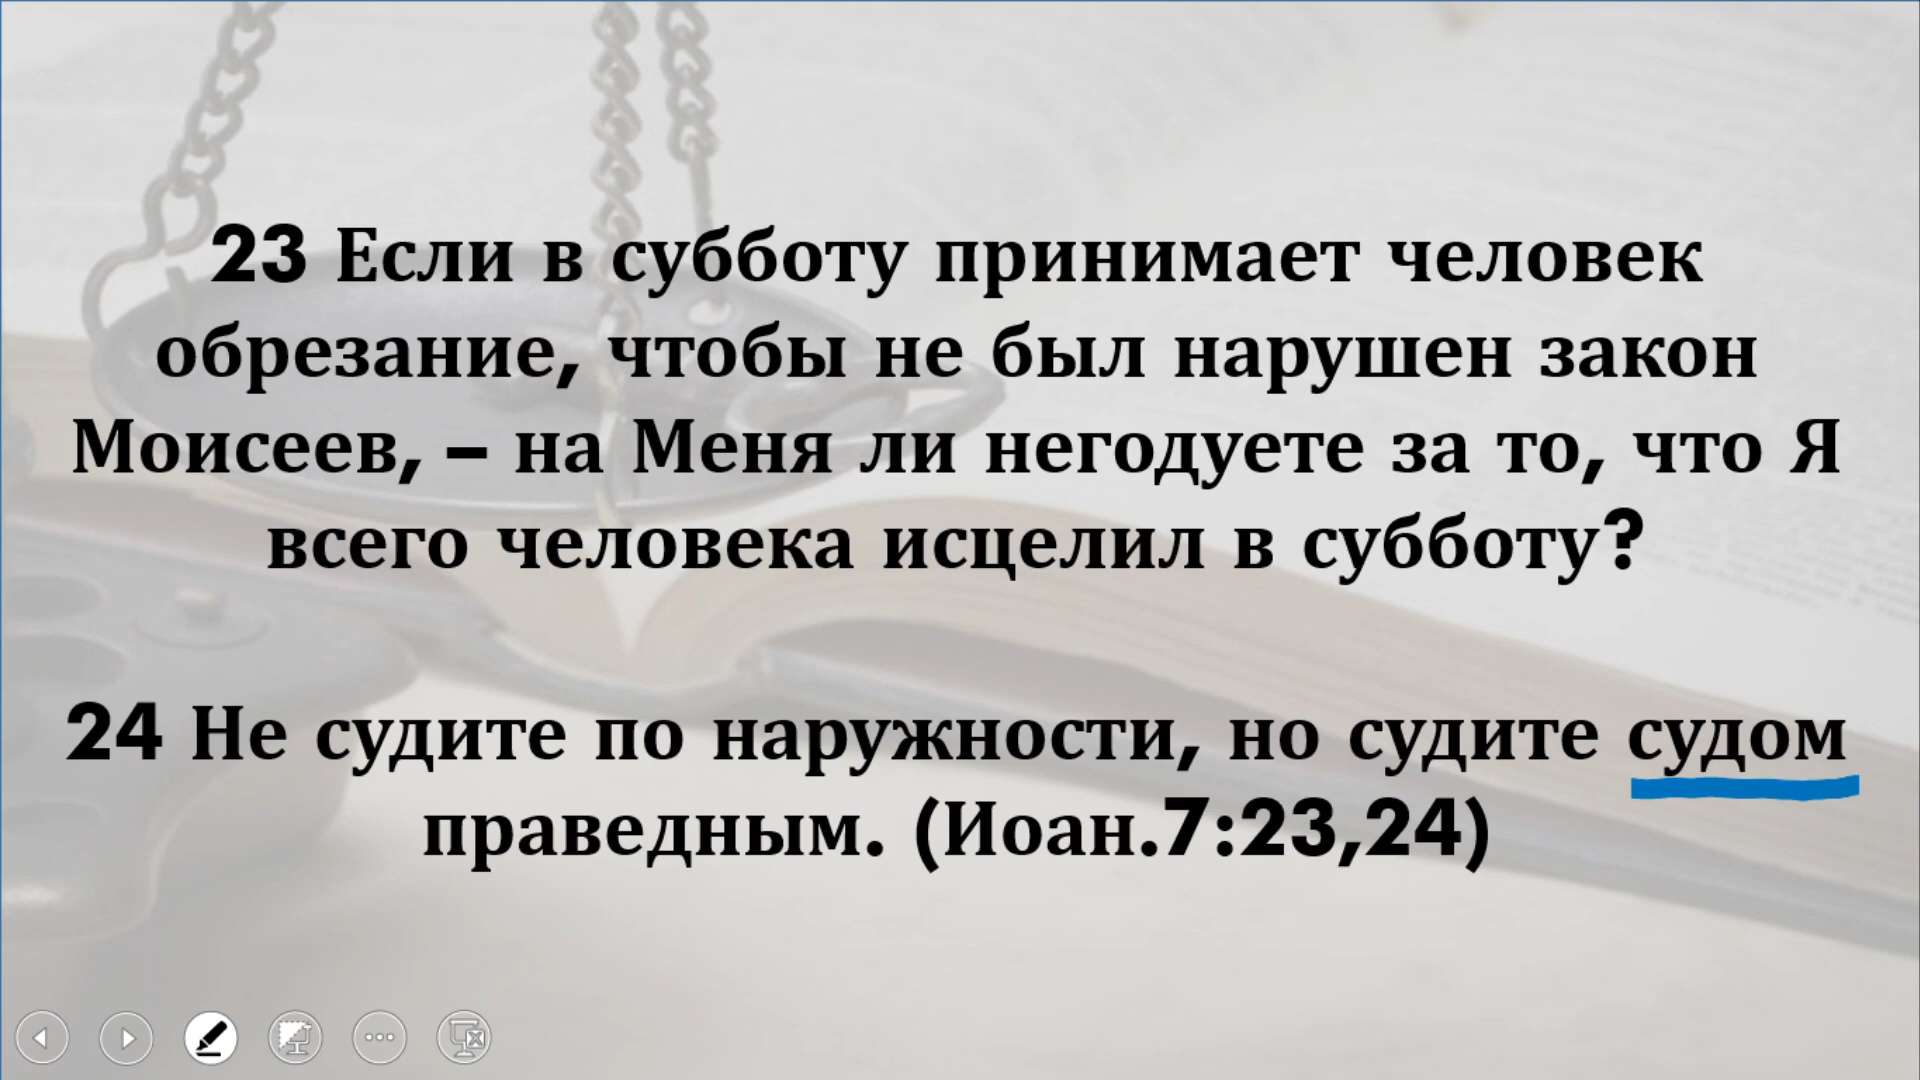 23 Если в субботу принимает человек
обрезание, чтобы не был нарушен закон
Моисеев, – на Меня ли негодуете за то, что Я
всего человека исцелил в субботу?
24 Не судите по наружности, но судите судом
праведным. (Иоан.7:23,24)